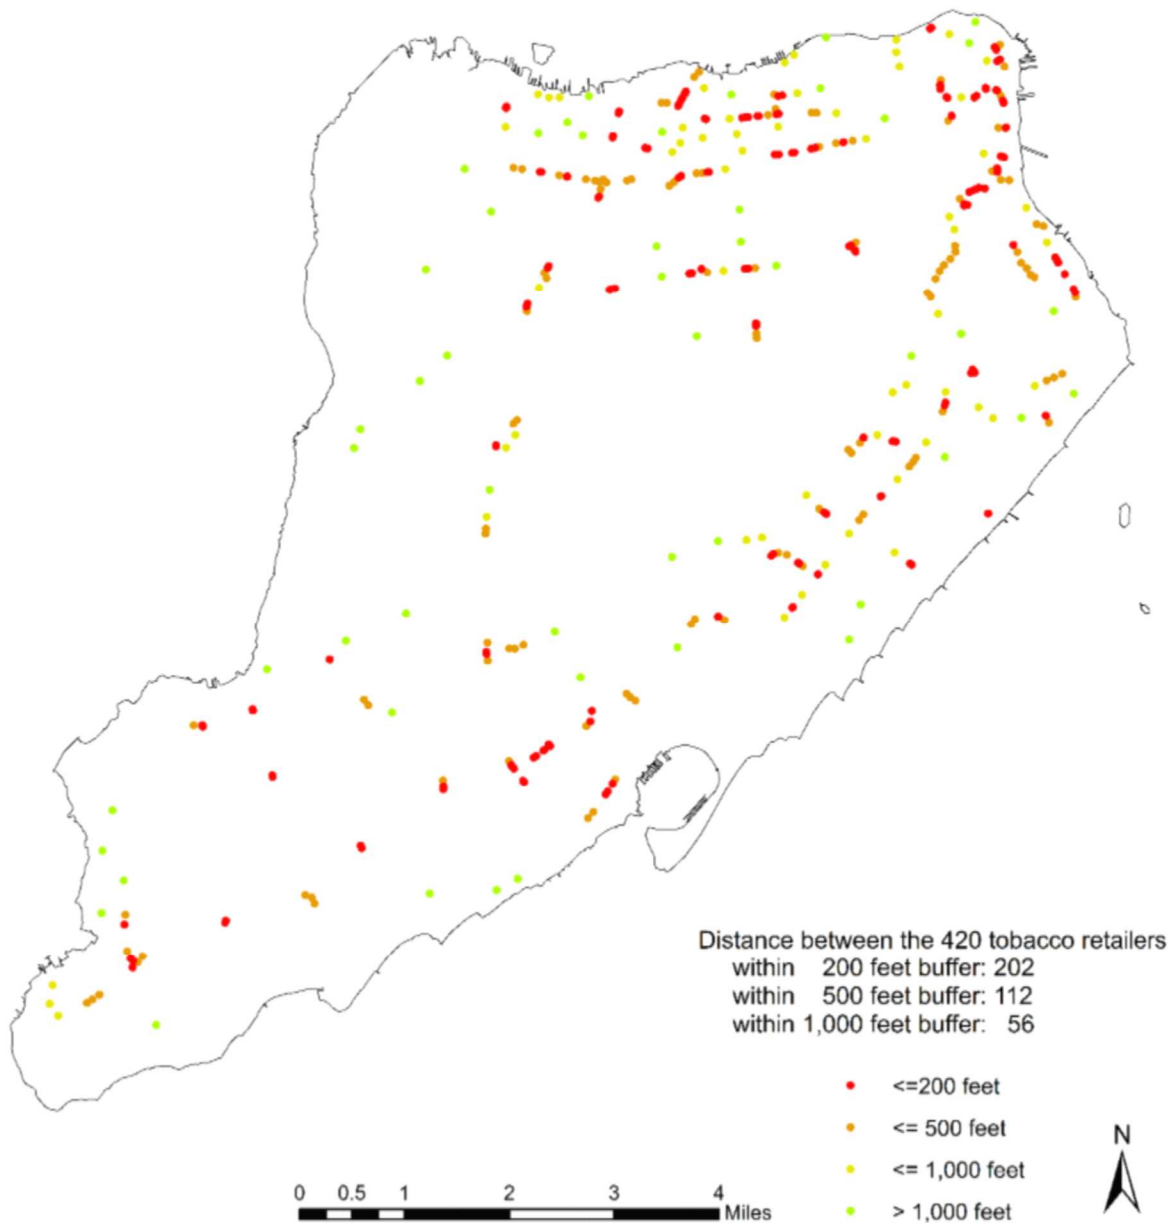 Distance between the 420 tobacco retailers
within 200 feet buffer: 202
within 500 feet buffer: 112
within 1,000 feet buffer: 56
<=200 feet
<= 500 feet
<= 1,000 feet
> 1,000 feet
N
0 0.5 1 2 3 4
Miles